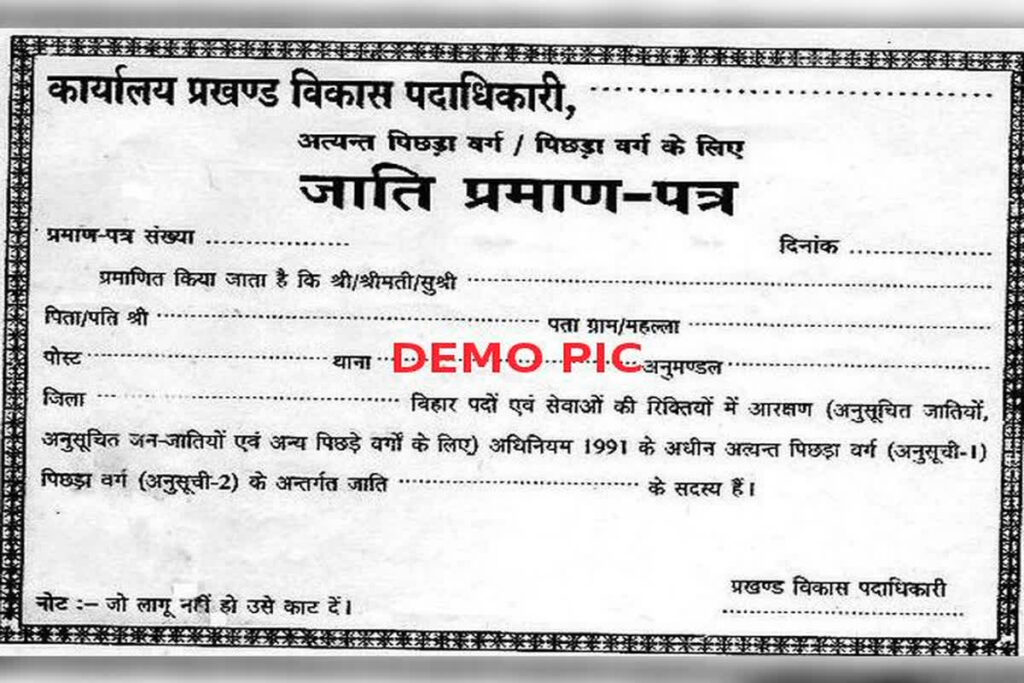 कार्यालय प्रखण्ड विकास पदाधिकारी, ........................................
अत्यन्त पिछड़ा वर्ग / पिछड़ा वर्ग के लिए
जाति प्रमाण-पत्र
प्रमाण-पत्र संख्या .................... दिनांक ....................
प्रमाणित किया जाता है कि श्री/श्रीमती/सुश्री ............................................................
पिता/पति श्री ............................................................ पता ग्राम/महल्ला ........................................
पोस्ट ........................................ थाना ........................................ अनुमण्डल ........................................
DEMO PIC
जिला ........................................ बिहार पदों एवं सेवाओं की रिक्तियों में आरक्षण (अनुसूचित जातियों,
अनुसूचित जन-जातियों एवं अन्य पिछड़े वर्गों के लिए) अधिनियम 1991 के अधीन अत्यन्त पिछड़ा वर्ग (अनुसूची-1)
पिछड़ा वर्ग (अनुसूची-2) के अन्तर्गत जाति ........................................ के सदस्य हैं।
प्रखण्ड विकास पदाधिकारी
........................................
नोट :– जो लागू नहीं हो उसे काट दें।